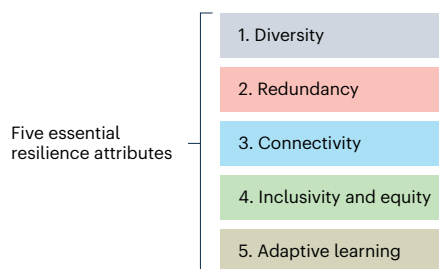 Five essential
resilience attributes
1. Diversity
2. Redundancy
3. Connectivity
4. Inclusivity and equity
5. Adaptive learning